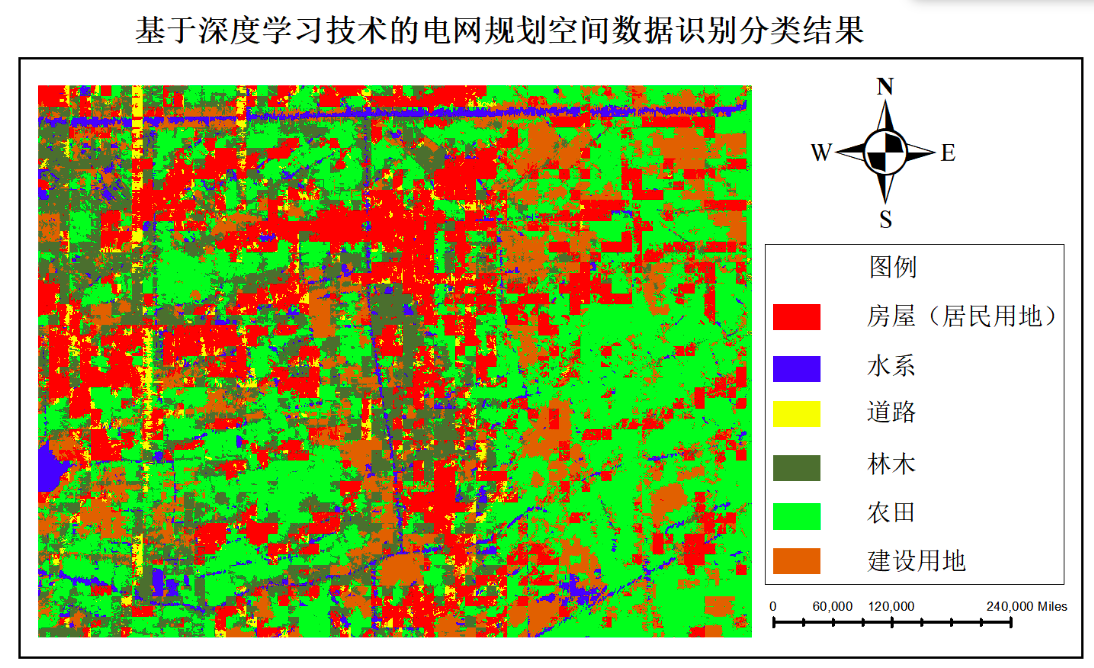 基于深度学习技术的电网规划空间数据识别分类结果
N
W
E
S
图例
房屋（居民用地）
水系
道路
林木
农田
建设用地
0 60,000 120,000 240,000 Miles